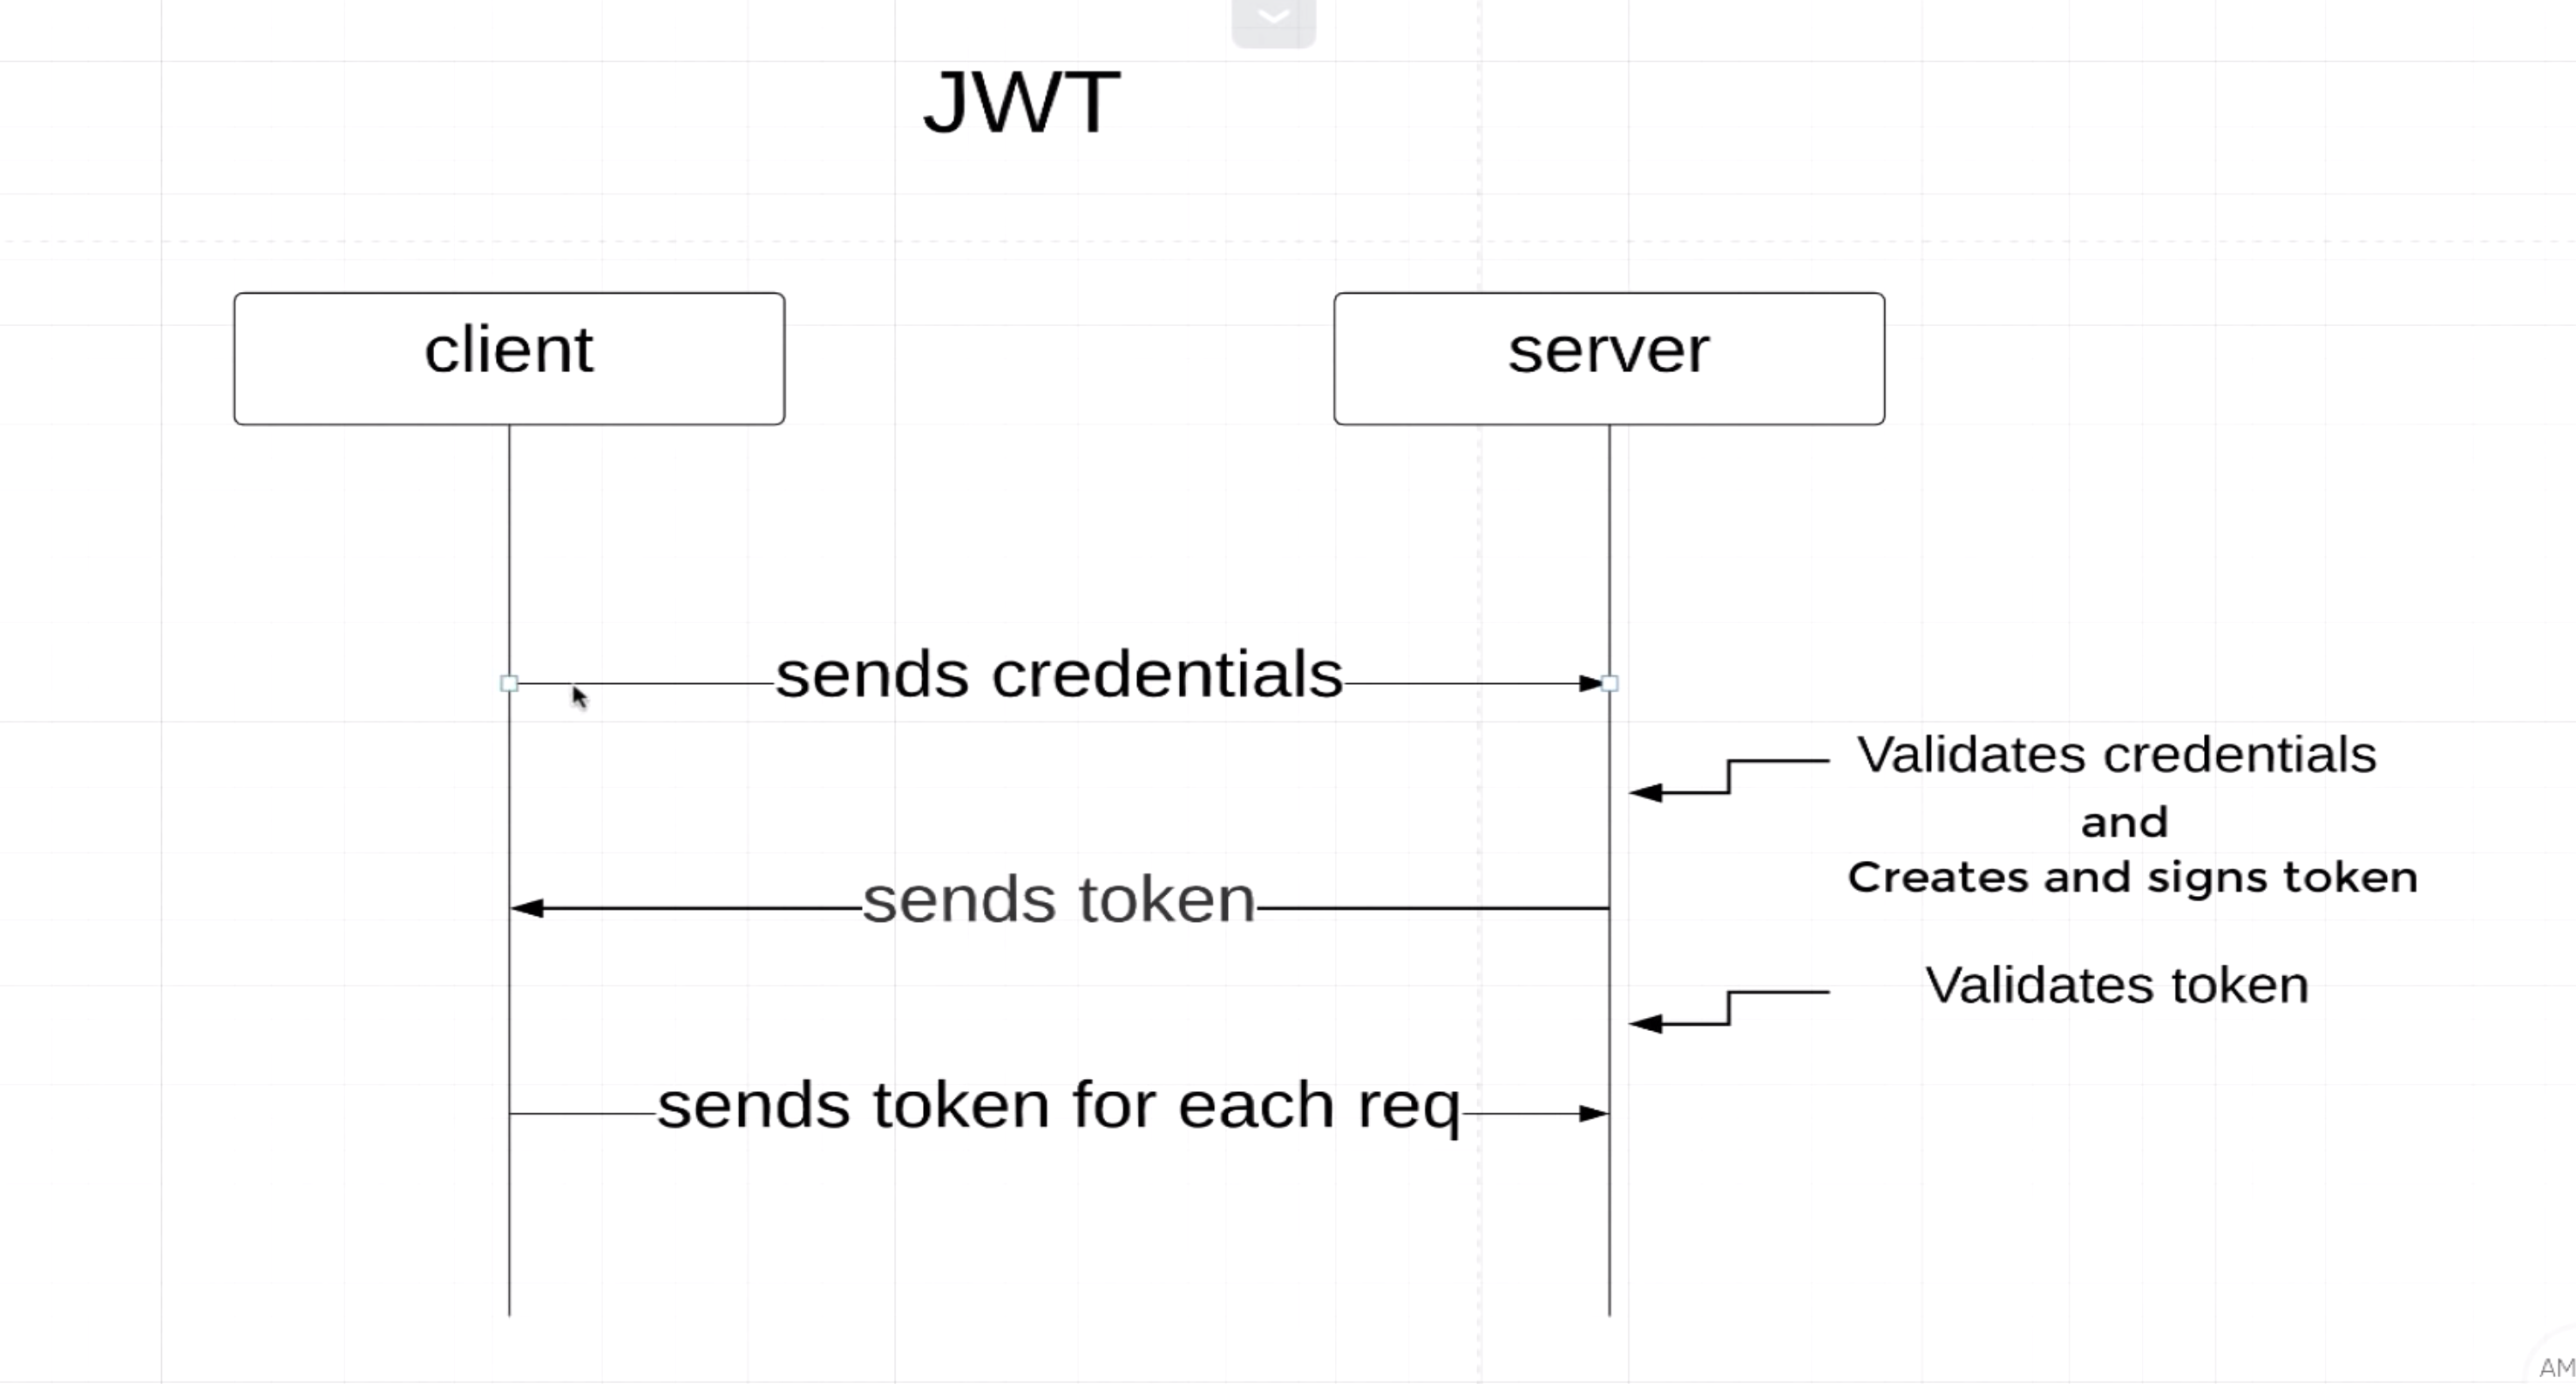 JWT
client
server
sends credentials
Validates credentials
and
Creates and signs token
sends token
Validates token
sends token for each req
AM